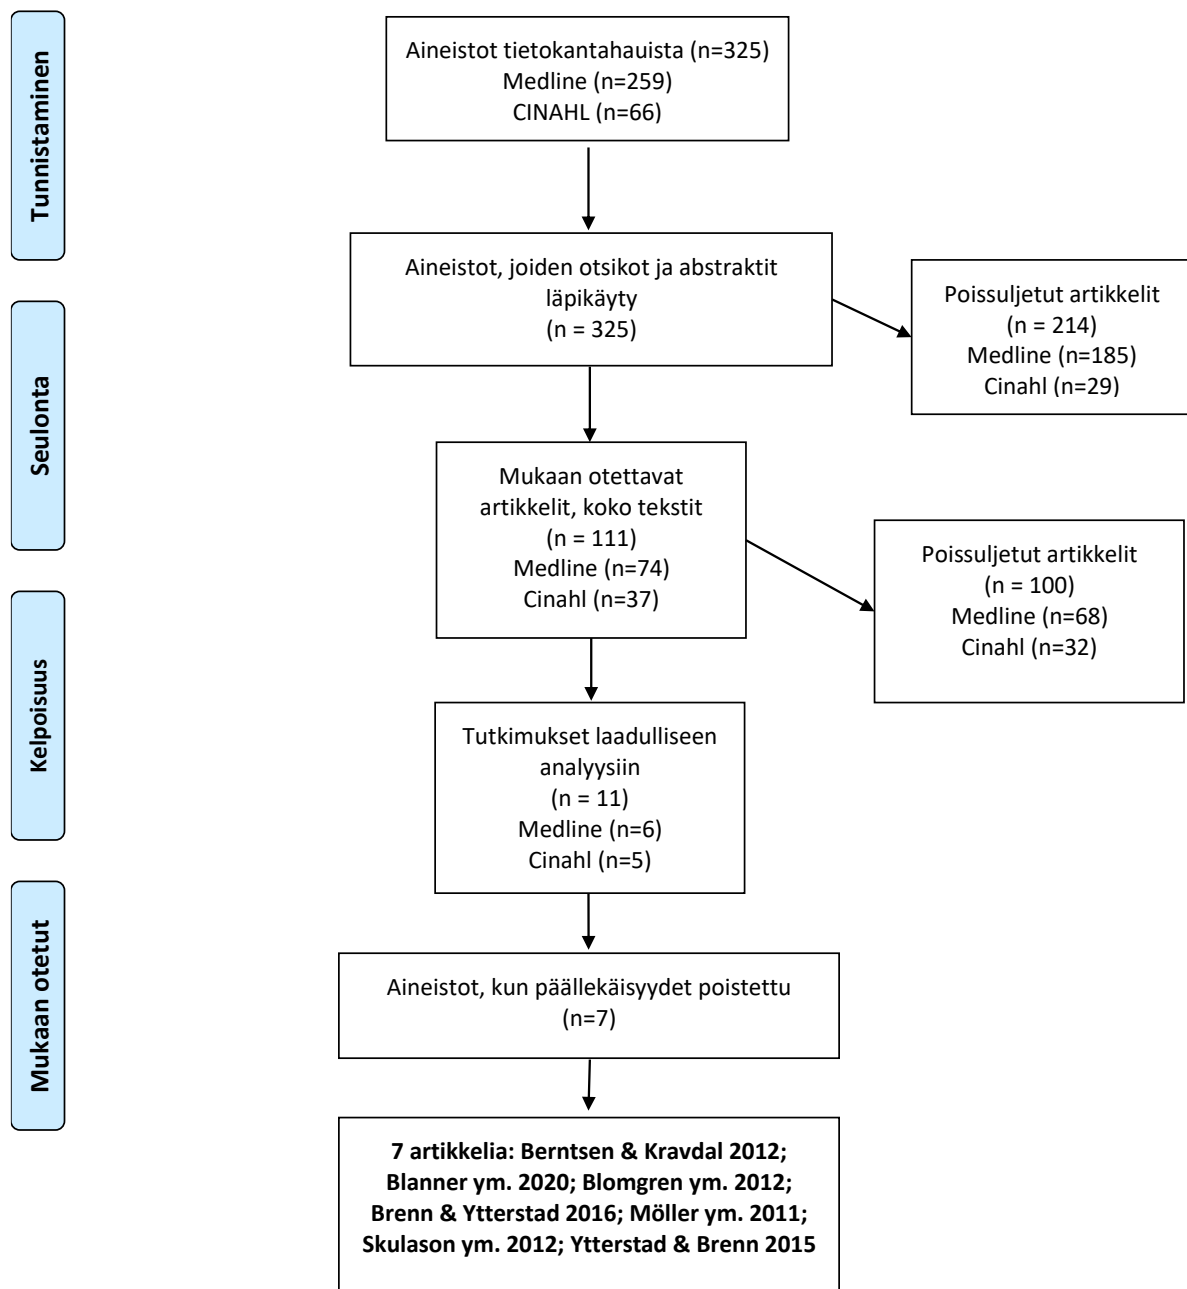 Tunnistaminen
Aineistot tietokantahauista (n=325)
Medline (n=259)
CINAHL (n=66)
Seulonta
Aineistot, joiden otsikot ja abstraktit
läpikäyty
(n = 325)
Poissuljetut artikkelit
(n = 214)
Medline (n=185)
Cinahl (n=29)
Mukaan otettavat
artikkelit, koko tekstit
(n = 111)
Medline (n=74)
Cinahl (n=37)
Poissuljetut artikkelit
(n = 100)
Medline (n=68)
Cinahl (n=32)
Kelpoisuus
Tutkimukset laadulliseen
analyysiin
(n = 11)
Medline (n=6)
Cinahl (n=5)
Mukaan otetut
Aineistot, kun päällekäisyydet poistettu
(n=7)
7 artikkelia: Berntsen & Kravdal 2012;
Blanner ym. 2020; Blomgren ym. 2012;
Brenn & Ytterstad 2016; Möller ym. 2011;
Skulason ym. 2012; Ytterstad & Brenn 2015